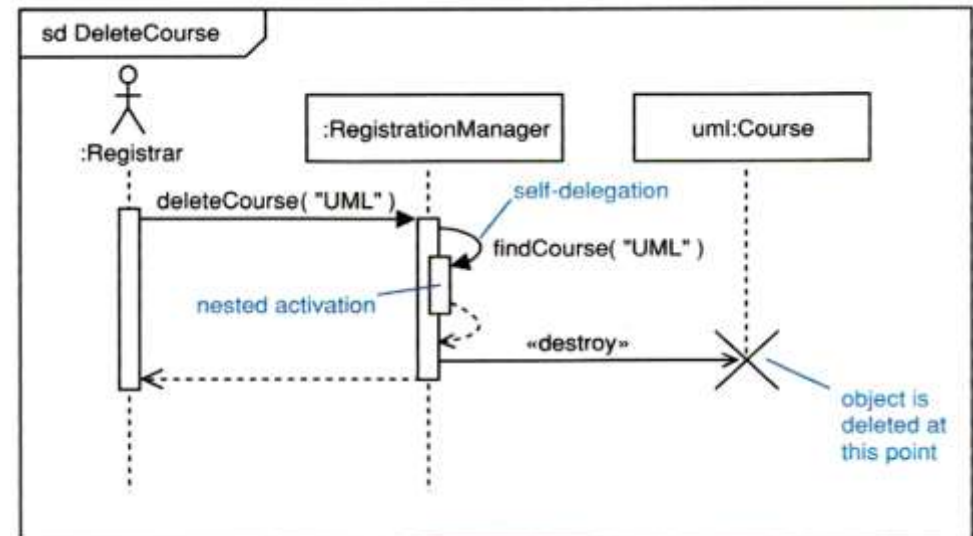 sd DeleteCourse
:Registrar
:RegistrationManager
uml:Course
deleteCourse( "UML" )
self-delegation
findCourse( "UML" )
nested activation
«destroy»
object is
deleted at
this point